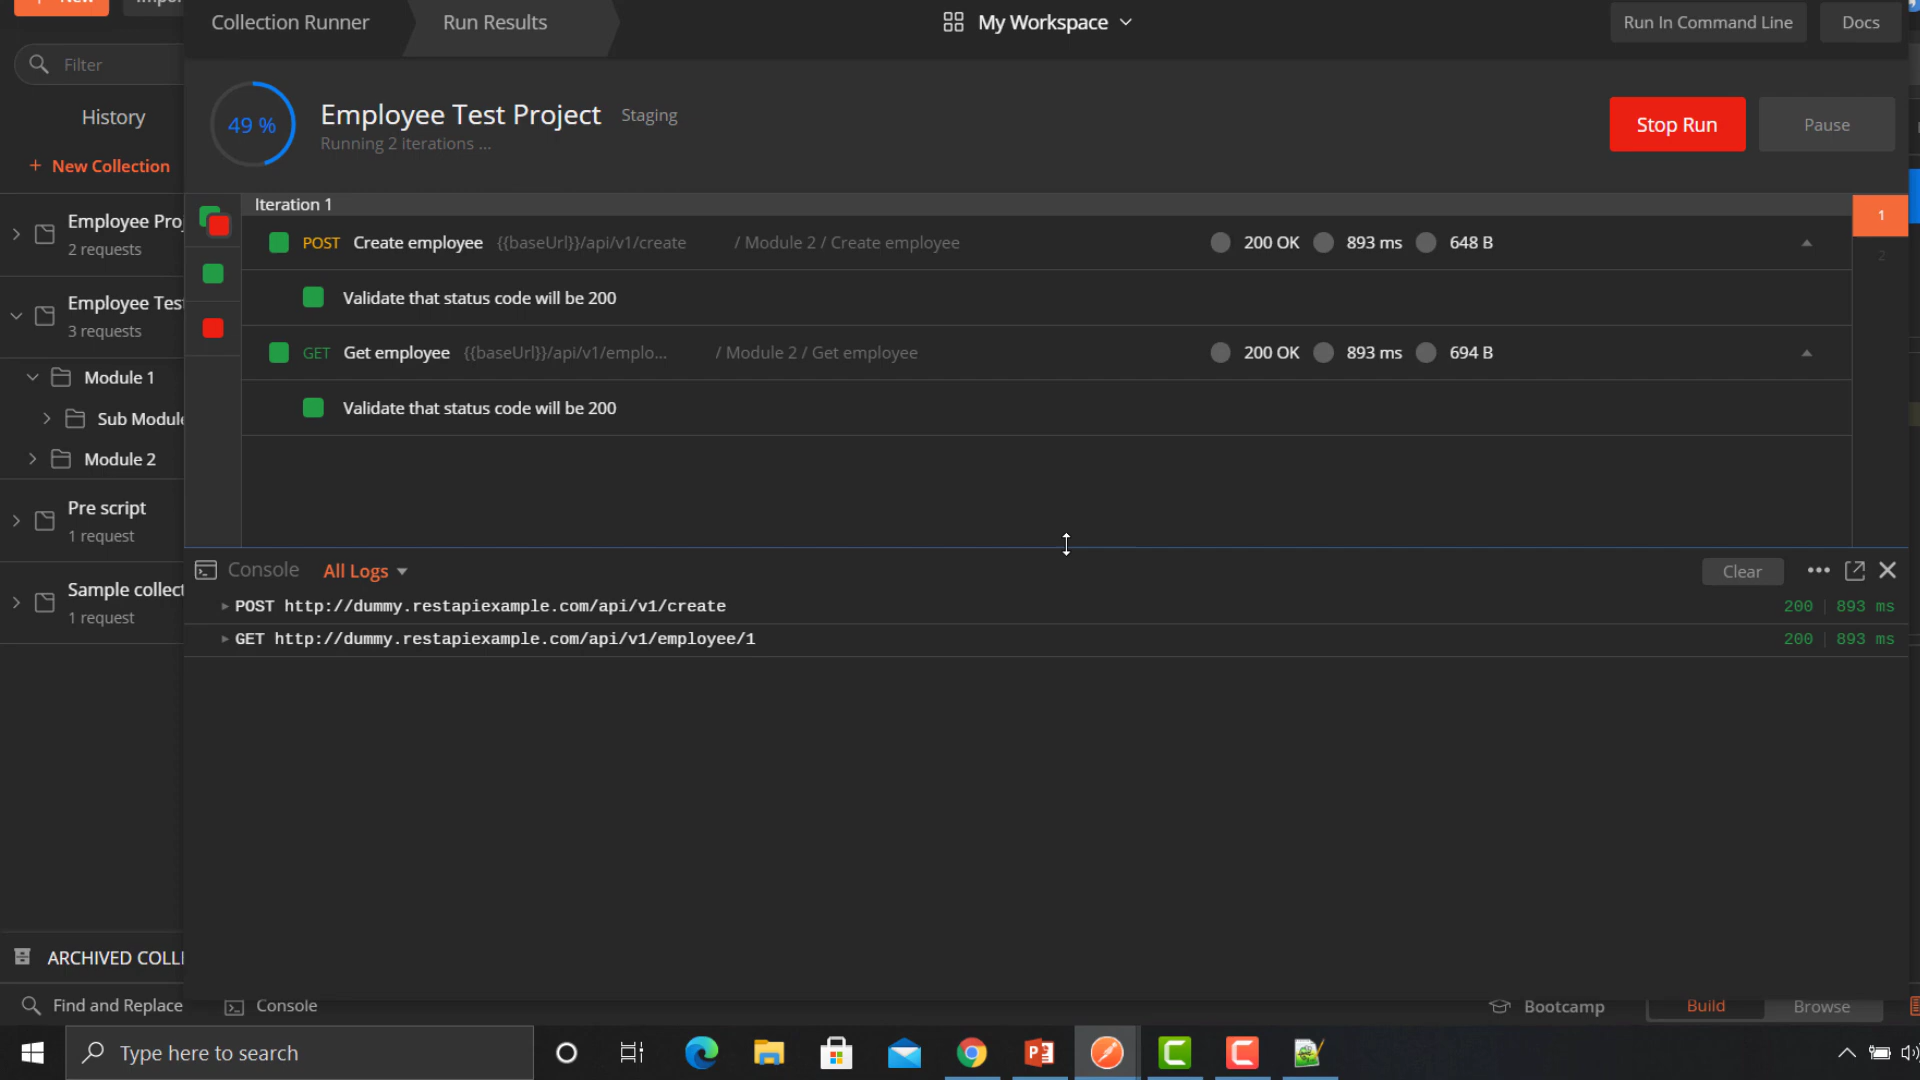 New
Collection Runner
Run Results
My Workspace
Run In Command Line
Docs
Filter
49 %
Employee Test Project
Staging
Running 2 iterations ...
Stop Run
Pause
History
+ New Collection
Iteration 1
1
2
Employee Proj
2 requests
POST Create employee {{baseUrl}}/api/v1/create / Module 2 / Create employee 200 OK 893 ms 648 B
Validate that status code will be 200
Employee Test
3 requests
GET Get employee {{baseUrl}}/api/v1/emplo... / Module 2 / Get employee 200 OK 893 ms 694 B
Validate that status code will be 200
Module 1
Sub Module
Module 2
Pre script
1 request
Sample collect
1 request
Console All Logs
Clear
POST http://dummy.restapiexample.com/api/v1/create 200 | 893 ms
GET http://dummy.restapiexample.com/api/v1/employee/1 200 | 893 ms
ARCHIVED COLLE
Find and Replace
Console
Bootcamp
Build
Browse
Type here to search